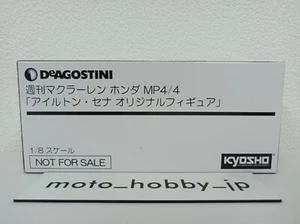 DeAGOSTINI
週刊マクラーレン ホンダ MP4/4
「アイルトン・セナ オリジナルフィギュア」
1/8 スケール
NOT FOR SALE
KYOSHO
moto_hobby_jp